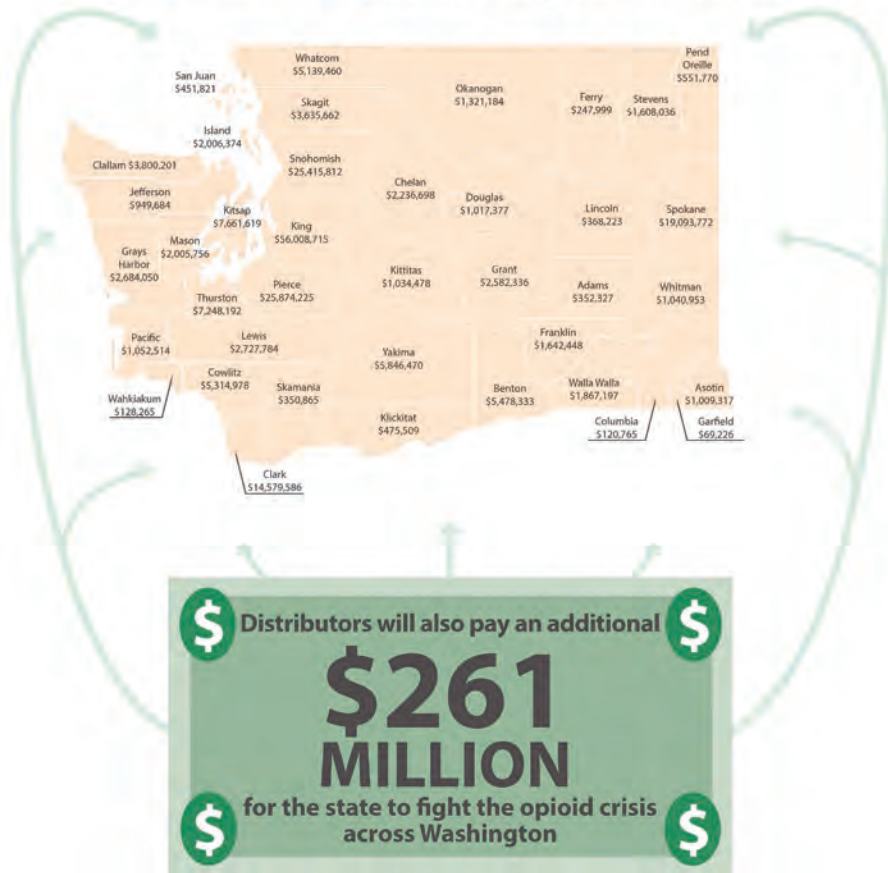 Whatcom
$5,139,460
Pend
Oreille
$551,770
San Juan
$451,821
Okanogan
$1,321,184
Ferry
$247,999
Stevens
$1,608,036
Skagit
$3,635,662
Island
$2,006,374
Snohomish
$25,415,812
Clallam $3,800,201
Chelan
$2,236,698
Jefferson
$949,684
Douglas
$1,017,377
Lincoln
$368,223
Spokane
$19,093,772
Kitsap
$7,661,619
King
$56,008,715
Mason
$2,005,756
Grays
Harbor
$2,684,050
Kittitas
$1,034,478
Grant
$2,582,336
Pierce
$25,874,225
Adams
$352,327
Whitman
$1,040,953
Thurston
$7,248,192
Franklin
$1,642,448
Pacific
$1,052,514
Lewis
$2,727,784
Yakima
$5,846,470
Cowlitz
$5,314,978
Skamania
$350,865
Benton
$5,478,333
Walla Walla
$1,867,197
Asotin
$1,009,317
Wahkiakum
$128,265
Klickitat
$475,509
Columbia
$120,765
Garfield
$69,226
Clark
$14,579,586
$ Distributors will also pay an additional $
$261
MILLION
for the state to fight the opioid crisis
$ across Washington $